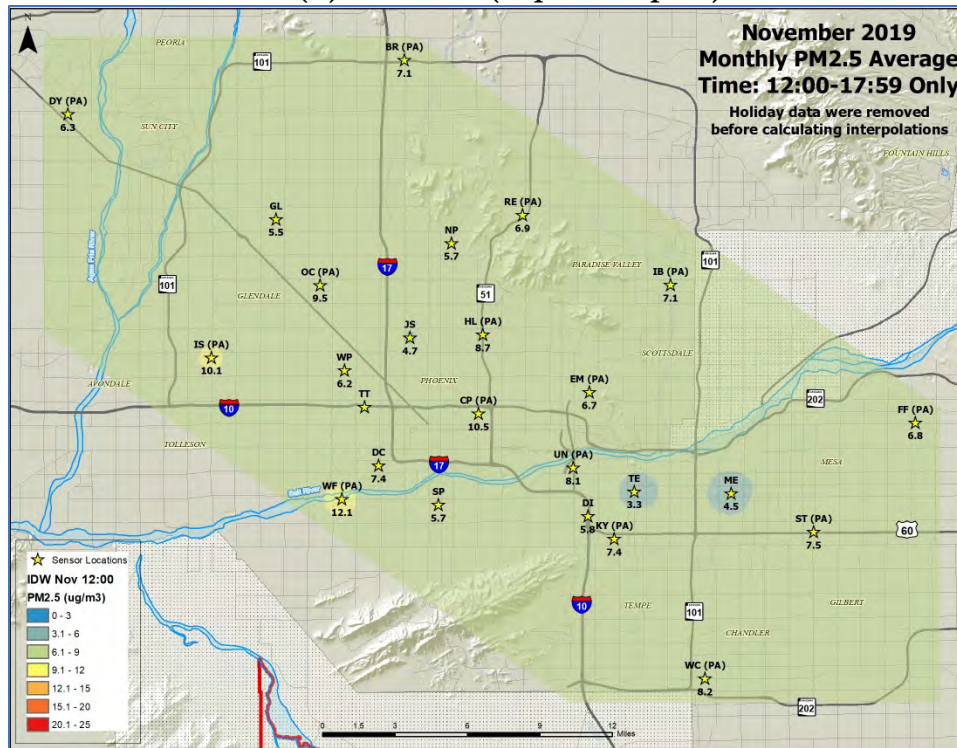 November 2019
Monthly PM2.5 Average
Time: 12:00-17:59 Only
Holiday data were removed
before calculating interpolations
N
PEORIA
BR (PA)
7.1
101
DY (PA)
6.3
SUN CITY
FOUNTAIN HILLS
GL
5.5
RE (PA)
6.9
NP
5.7
Agua Fria River
17
PARADISE VALLEY
101
OC (PA)
9.5
IB (PA)
7.1
101
GLENDALE
51
JS
4.7
HL (PA)
8.7
IS (PA)
10.1
SCOTTSDALE
WP
6.2
AVONDALE
PHOENIX
EM (PA)
6.7
TT
10
CP (PA)
10.5
202
FF (PA)
6.8
TOLLESON
DC
7.4
17
UN (PA)
8.1
MESA
WF (PA)
12.1
Salt River
SP
5.7
TE
3.3
ME
4.5
DI
5.8
KY (PA)
7.4
ST (PA)
7.5
60
Sensor Locations
IDW Nov 12:00
PM2.5 (ug/m3)
0 - 3
3.1 - 6
6.1 - 9
9.1 - 12
12.1 - 15
15.1 - 20
20.1 - 25
10
TEMPE
101
GILBERT
CHANDLER
WC (PA)
8.2
202
0 1.5 3 6 9 12
Miles